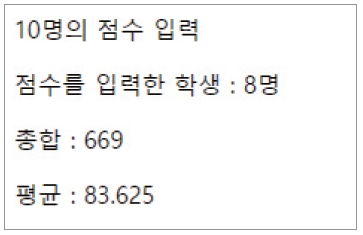 10명의 점수 입력
점수를 입력한 학생 : 8명
총합 : 669
평균 : 83.625